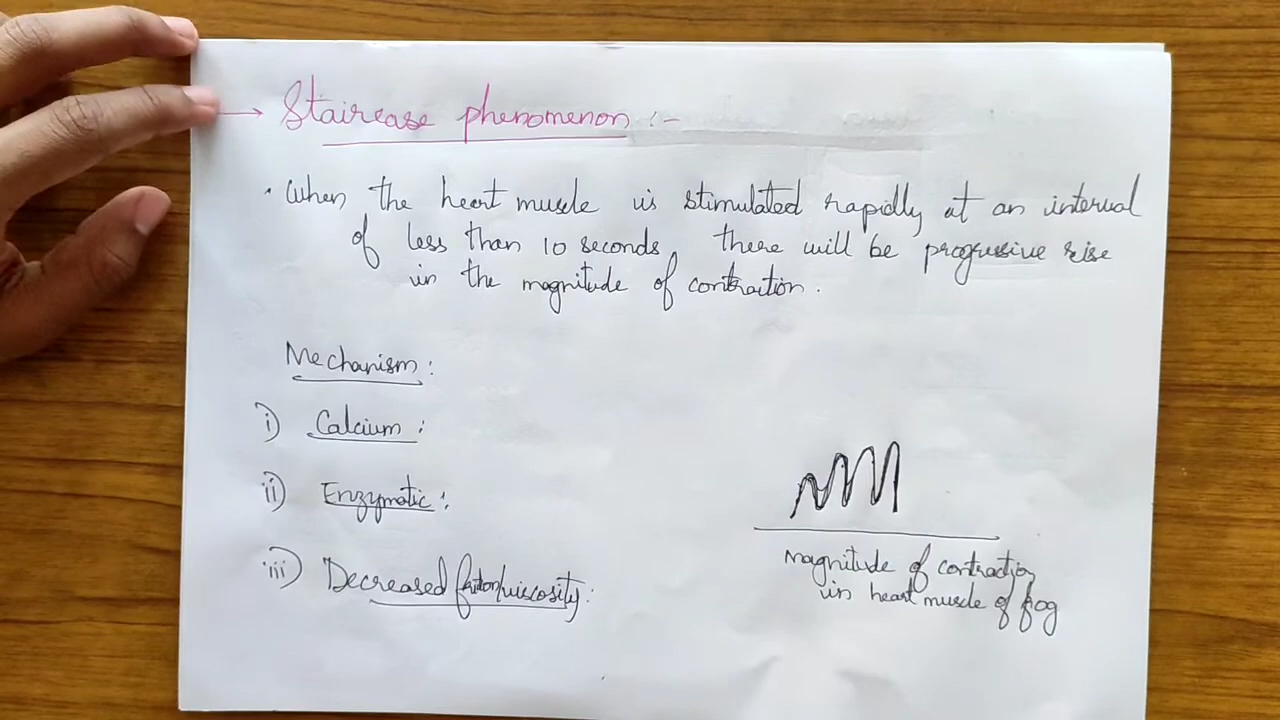 → Staircase phenomenon :-
• When the heart muscle is stimulated rapidly at an interval
of less than 10 seconds, there will be progressive rise
in the magnitude of contraction.
Mechanism:
i) Calcium:
ii) Enzymatic:
iii) Decreased friction/viscosity:
magnitude of contraction
in heart muscle of fog